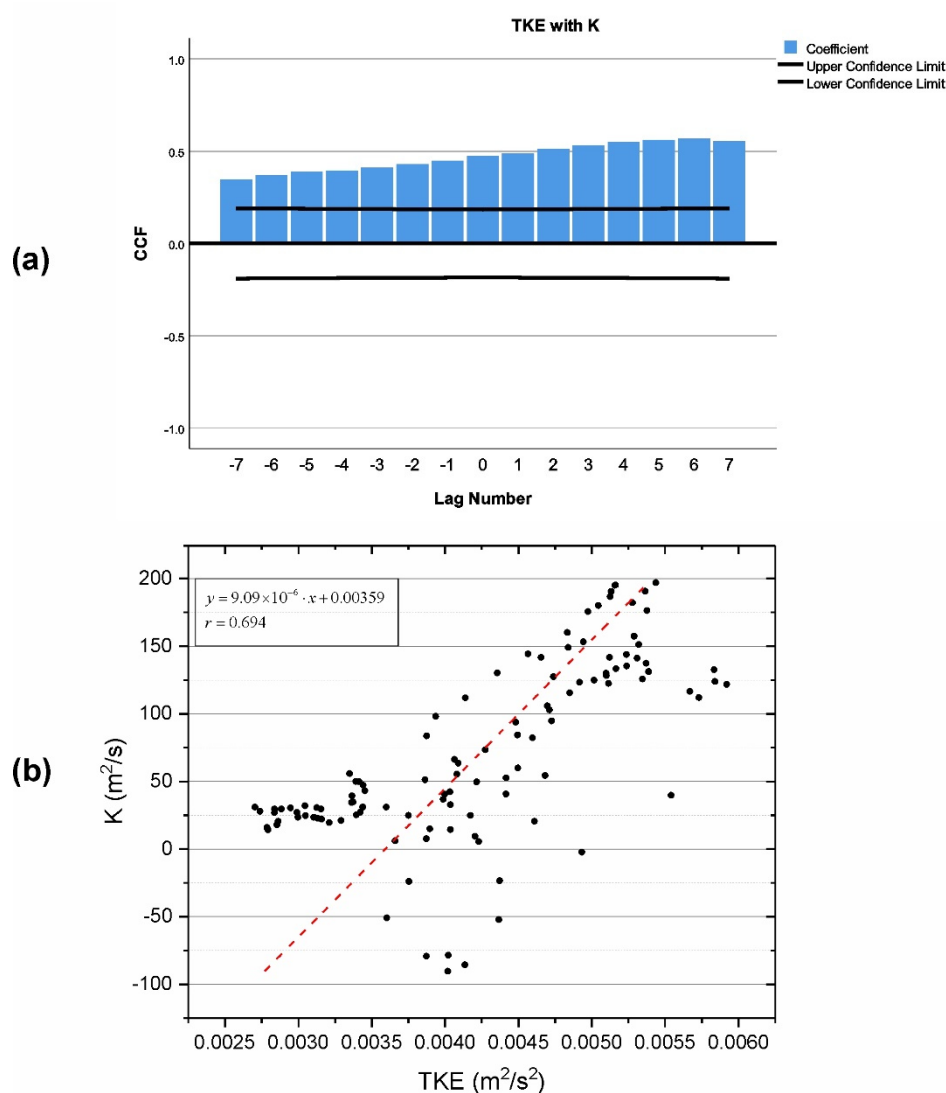 TKE with K
Coefficient
Upper Confidence Limit
Lower Confidence Limit
1.0
0.5
0.0
-0.5
-1.0
CCF
(a)
-7 -6 -5 -4 -3 -2 -1 0 1 2 3 4 5 6 7
Lag Number
y = 9.09×10⁻⁶ · x + 0.00359
r = 0.694
200
150
100
50
0
-50
-100
K (m²/s)
(b)
0.0025 0.0030 0.0035 0.0040 0.0045 0.0050 0.0055 0.0060
TKE (m²/s²)